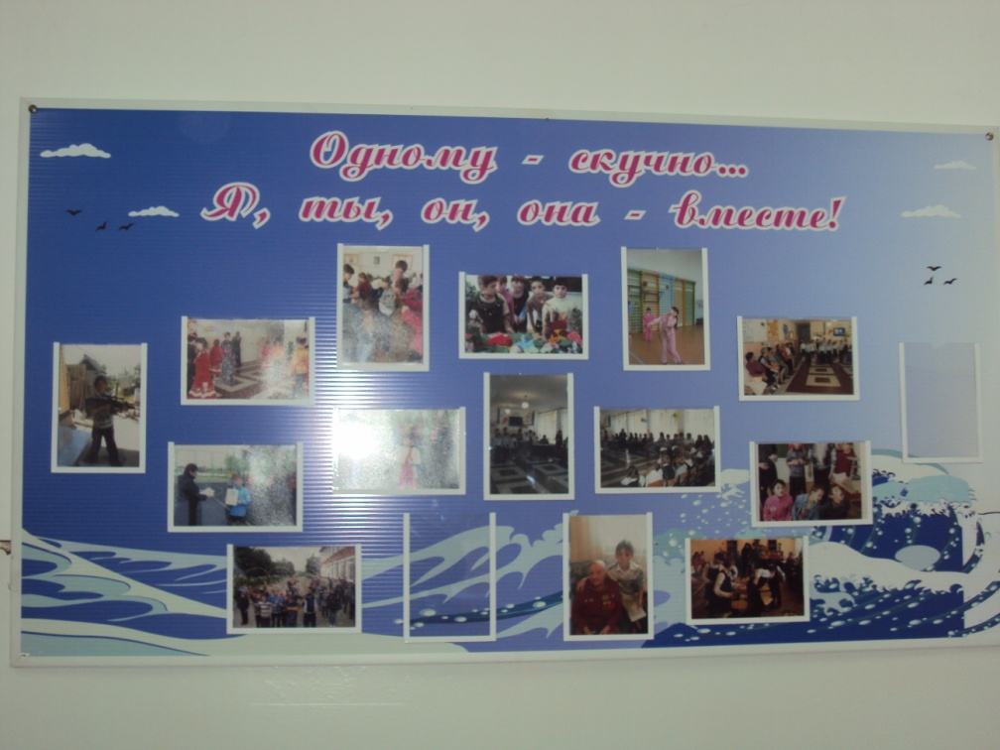 Одному - скучно...
Я, ты, он, она - вместе!